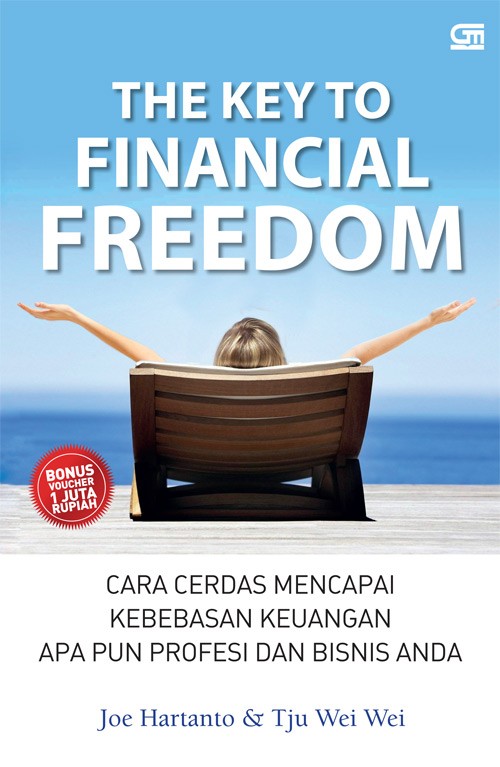 GM
THE KEY TO
FINANCIAL
FREEDOM
BONUS
VOUCHER
1 JUTA
RUPIAH
CARA CERDAS MENCAPAI
KEBEBASAN KEUANGAN
APA PUN PROFESI DAN BISNIS ANDA
Joe Hartanto & Tju Wei Wei